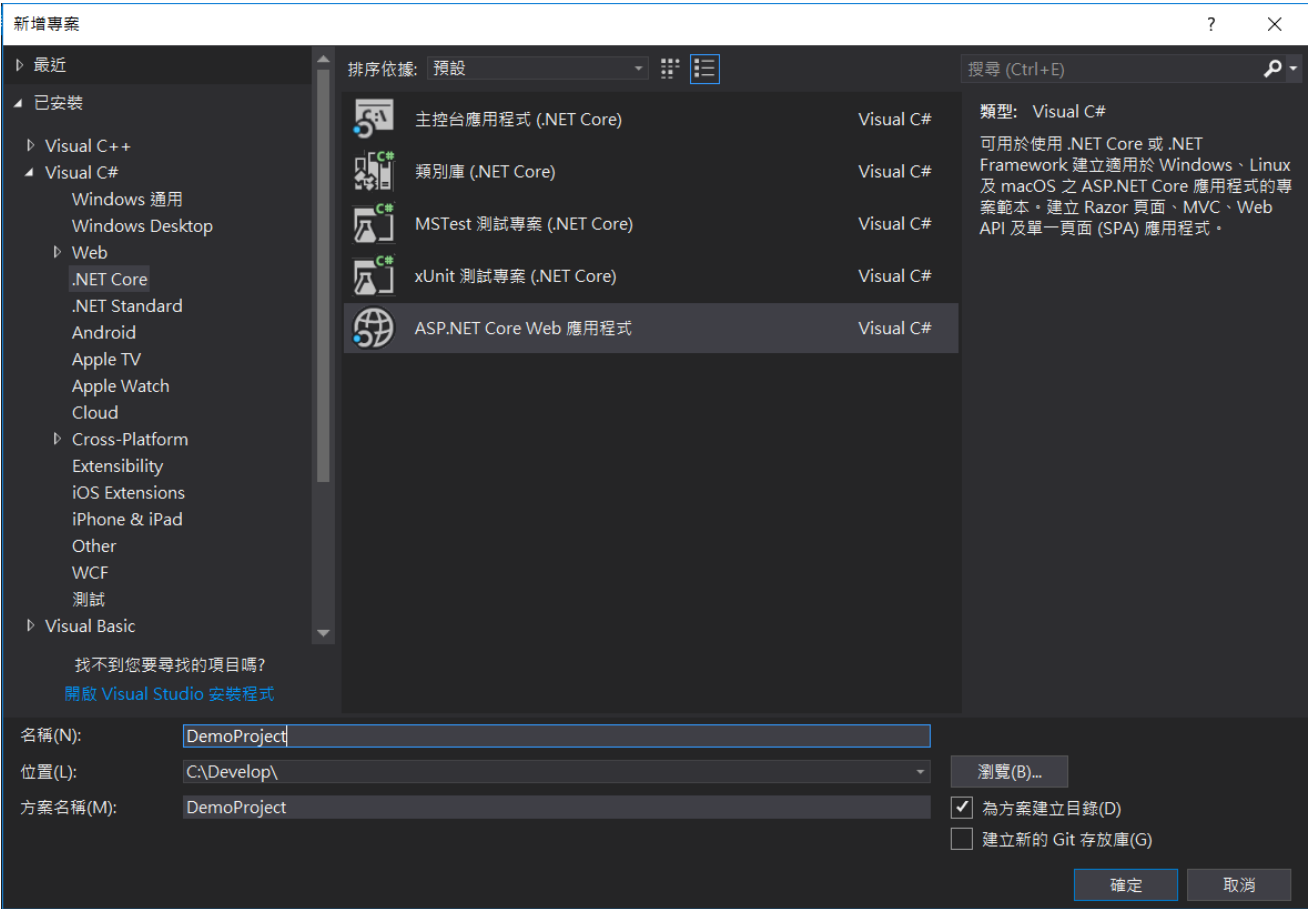 新增專案
?
最近
已安裝
Visual C++
Visual C#
Windows 通用
Windows Desktop
Web
.NET Core
.NET Standard
Android
Apple TV
Apple Watch
Cloud
Cross-Platform
Extensibility
iOS Extensions
iPhone & iPad
Other
WCF
測試
Visual Basic
找不到您要尋找的項目嗎?
開啟 Visual Studio 安裝程式
排序依據: 預設
主控台應用程式 (.NET Core) Visual C#
類別庫 (.NET Core) Visual C#
MSTest 測試專案 (.NET Core) Visual C#
xUnit 測試專案 (.NET Core) Visual C#
ASP.NET Core Web 應用程式 Visual C#
搜尋 (Ctrl+E)
類型: Visual C#
可用於使用 .NET Core 或 .NET
Framework 建立適用於 Windows、Linux
及 macOS 之 ASP.NET Core 應用程式的專
案範本。建立 Razor 頁面、MVC、Web
API 及單一頁面 (SPA) 應用程式。
名稱(N): DemoProject
位置(L): C:\Develop\ 瀏覽(B)...
方案名稱(M): DemoProject
為方案建立目錄(D)
建立新的 Git 存放庫(G)
確定 取消